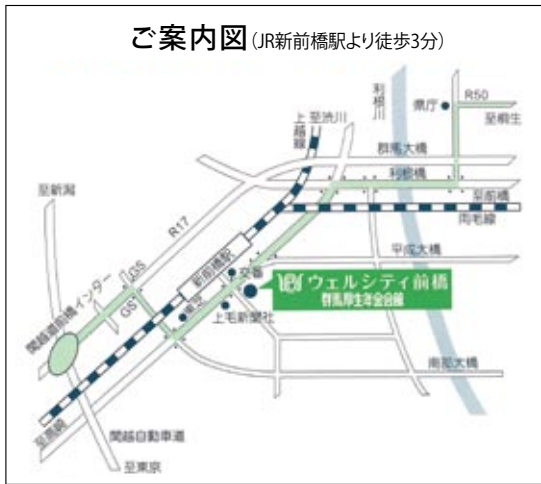 ご案内図(JR新前橋駅より徒歩3分)
上越線
至渋川
利根川
県庁
R50
至桐生
群馬大橋
利根橋
至前橋
両毛線
至新潟
R17
新前橋駅
交番
平成大橋
ウェルシティ前橋
群馬厚生年金会館
GS
GS
関越道前橋インター
上毛新聞社
南部大橋
至高崎
関越自動車道
至東京